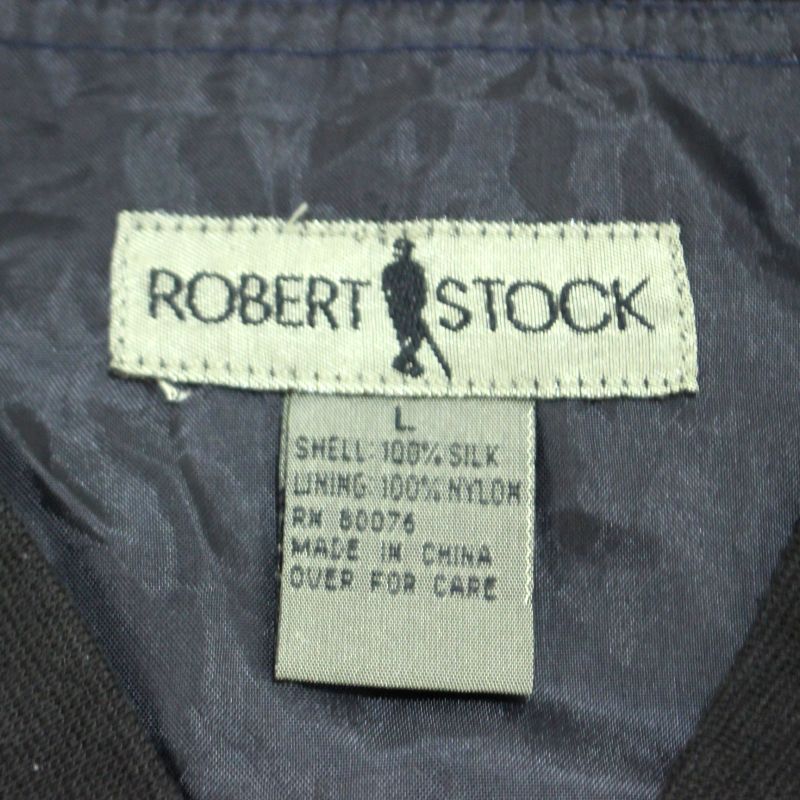 ROBERT STOCK
L
SHELL: 100% SILK
LINING: 100% NYLON
RN 80076
MADE IN CHINA
OVER FOR CARE